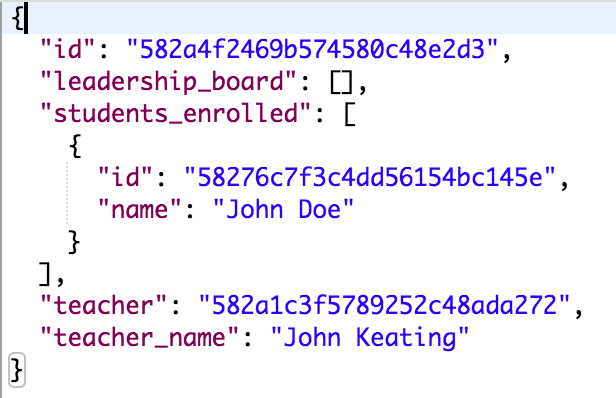 {
  "id": "582a4f2469b574580c48e2d3",
  "leadership_board": [],
  "students_enrolled": [
    {
      "id": "58276c7f3c4dd56154bc145e",
      "name": "John Doe"
    }
  ],
  "teacher": "582a1c3f5789252c48ada272",
  "teacher_name": "John Keating"
}